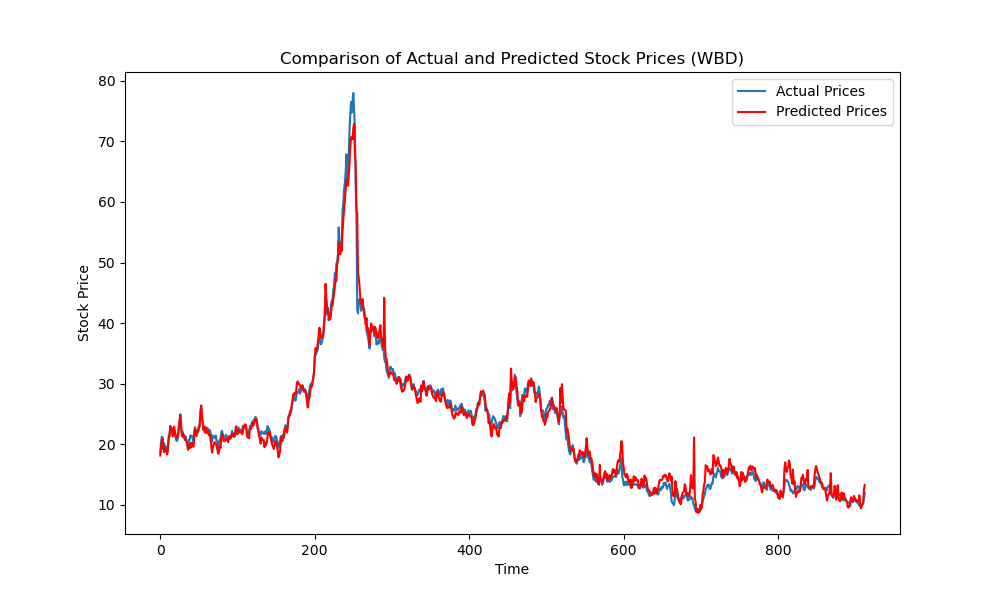 Comparison of Actual and Predicted Stock Prices (WBD)
Actual Prices
Predicted Prices
80
70
60
50
40
30
20
10
Stock Price
0 200 400 600 800
Time